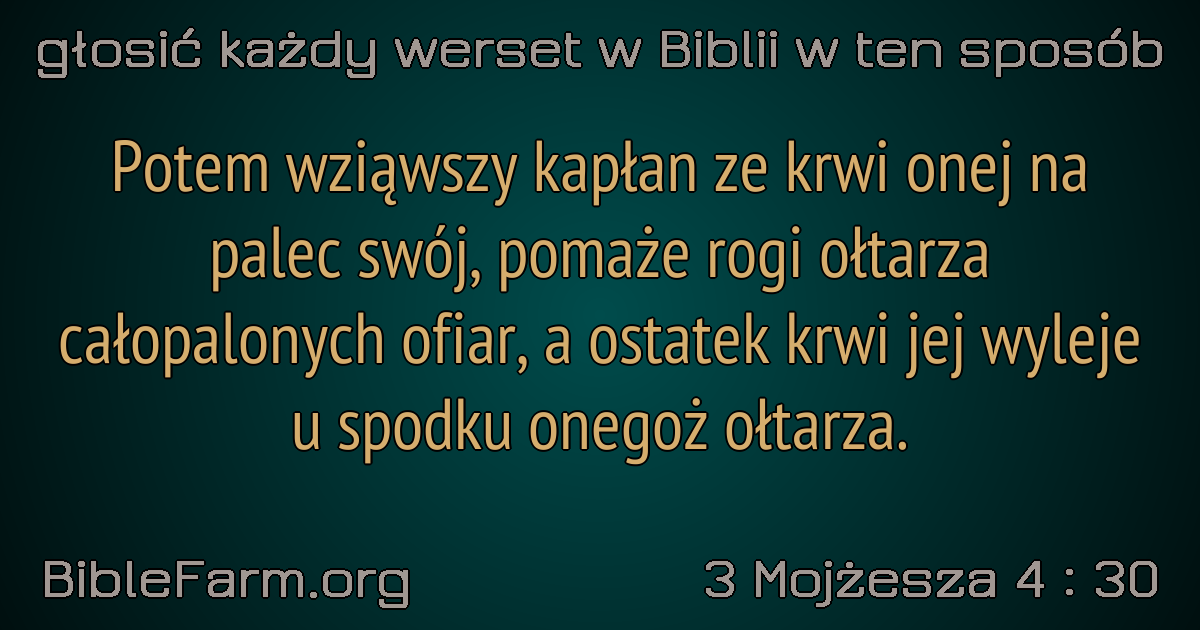 głosić każdy werset w Biblii w ten sposób
Potem wziąwszy kapłan ze krwi onej na
palec swój, pomaże rogi ołtarza
całopalonych ofiar, a ostatek krwi jej wyleje
u spodku onegoż ołtarza.
BibleFarm.org
3 Mojżesza 4 : 30